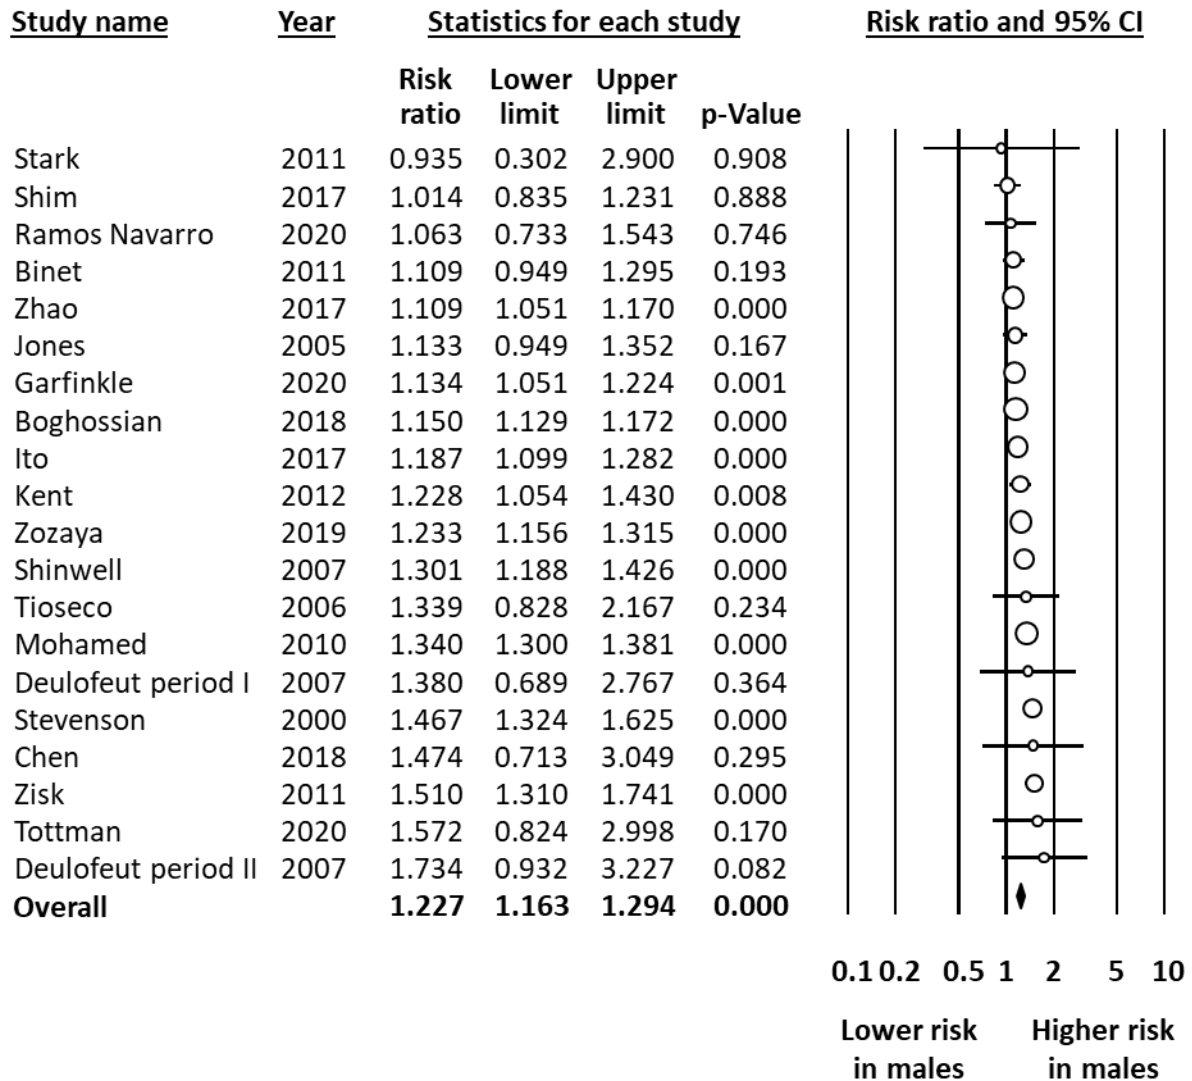 Study name Year Statistics for each study Risk ratio and 95% CI
Risk Lower Upper
ratio limit limit p-Value
Stark 2011 0.935 0.302 2.900 0.908
Shim 2017 1.014 0.835 1.231 0.888
Ramos Navarro 2020 1.063 0.733 1.543 0.746
Binet 2011 1.109 0.949 1.295 0.193
Zhao 2017 1.109 1.051 1.170 0.000
Jones 2005 1.133 0.949 1.352 0.167
Garfinkle 2020 1.134 1.051 1.224 0.001
Boghossian 2018 1.150 1.129 1.172 0.000
Ito 2017 1.187 1.099 1.282 0.000
Kent 2012 1.228 1.054 1.430 0.008
Zozaya 2019 1.233 1.156 1.315 0.000
Shinwell 2007 1.301 1.188 1.426 0.000
Tioseco 2006 1.339 0.828 2.167 0.234
Mohamed 2010 1.340 1.300 1.381 0.000
Deulofeut period I 2007 1.380 0.689 2.767 0.364
Stevenson 2000 1.467 1.324 1.625 0.000
Chen 2018 1.474 0.713 3.049 0.295
Zisk 2011 1.510 1.310 1.741 0.000
Tottman 2020 1.572 0.824 2.998 0.170
Deulofeut period II 2007 1.734 0.932 3.227 0.082
Overall 1.227 1.163 1.294 0.000
0.1 0.2 0.5 1 2 5 10
Lower risk Higher risk
in males in males